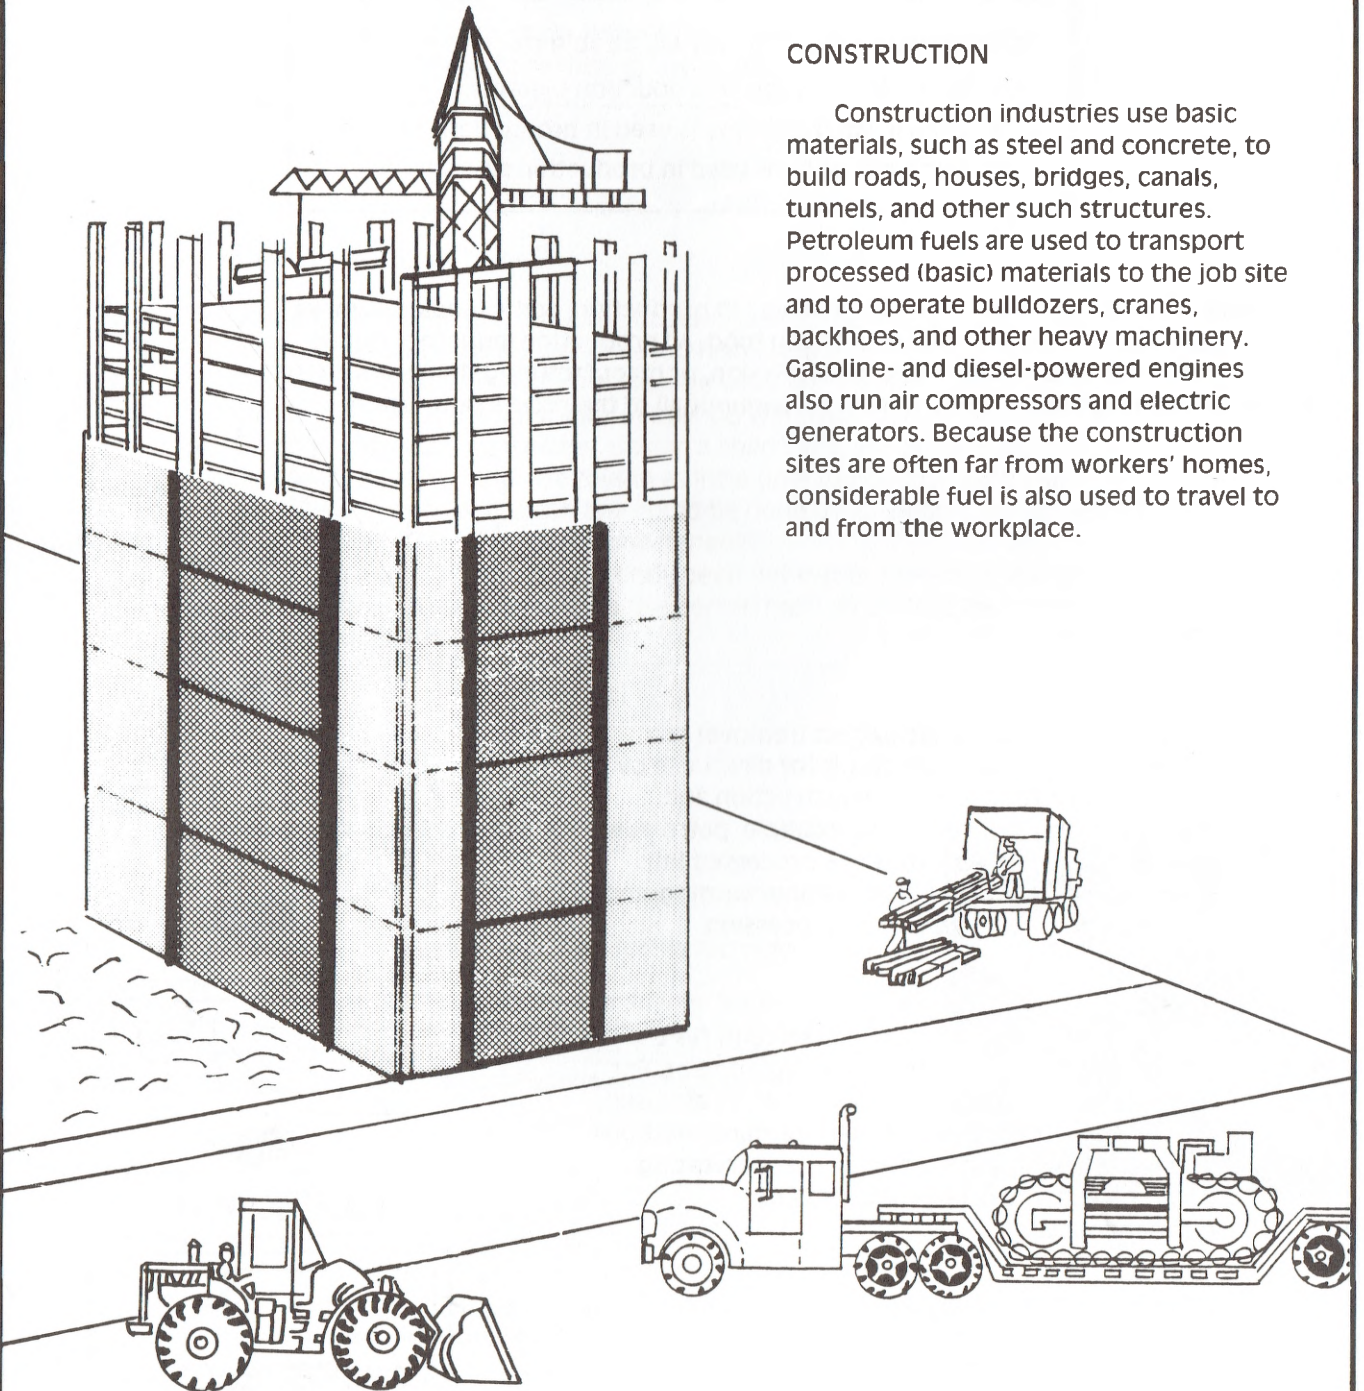 CONSTRUCTION
Construction industries use basic
materials, such as steel and concrete, to
build roads, houses, bridges, canals,
tunnels, and other such structures.
Petroleum fuels are used to transport
processed (basic) materials to the job site
and to operate bulldozers, cranes,
backhoes, and other heavy machinery.
Gasoline- and diesel-powered engines
also run air compressors and electric
generators. Because the construction
sites are often far from workers' homes,
considerable fuel is also used to travel to
and from the workplace.